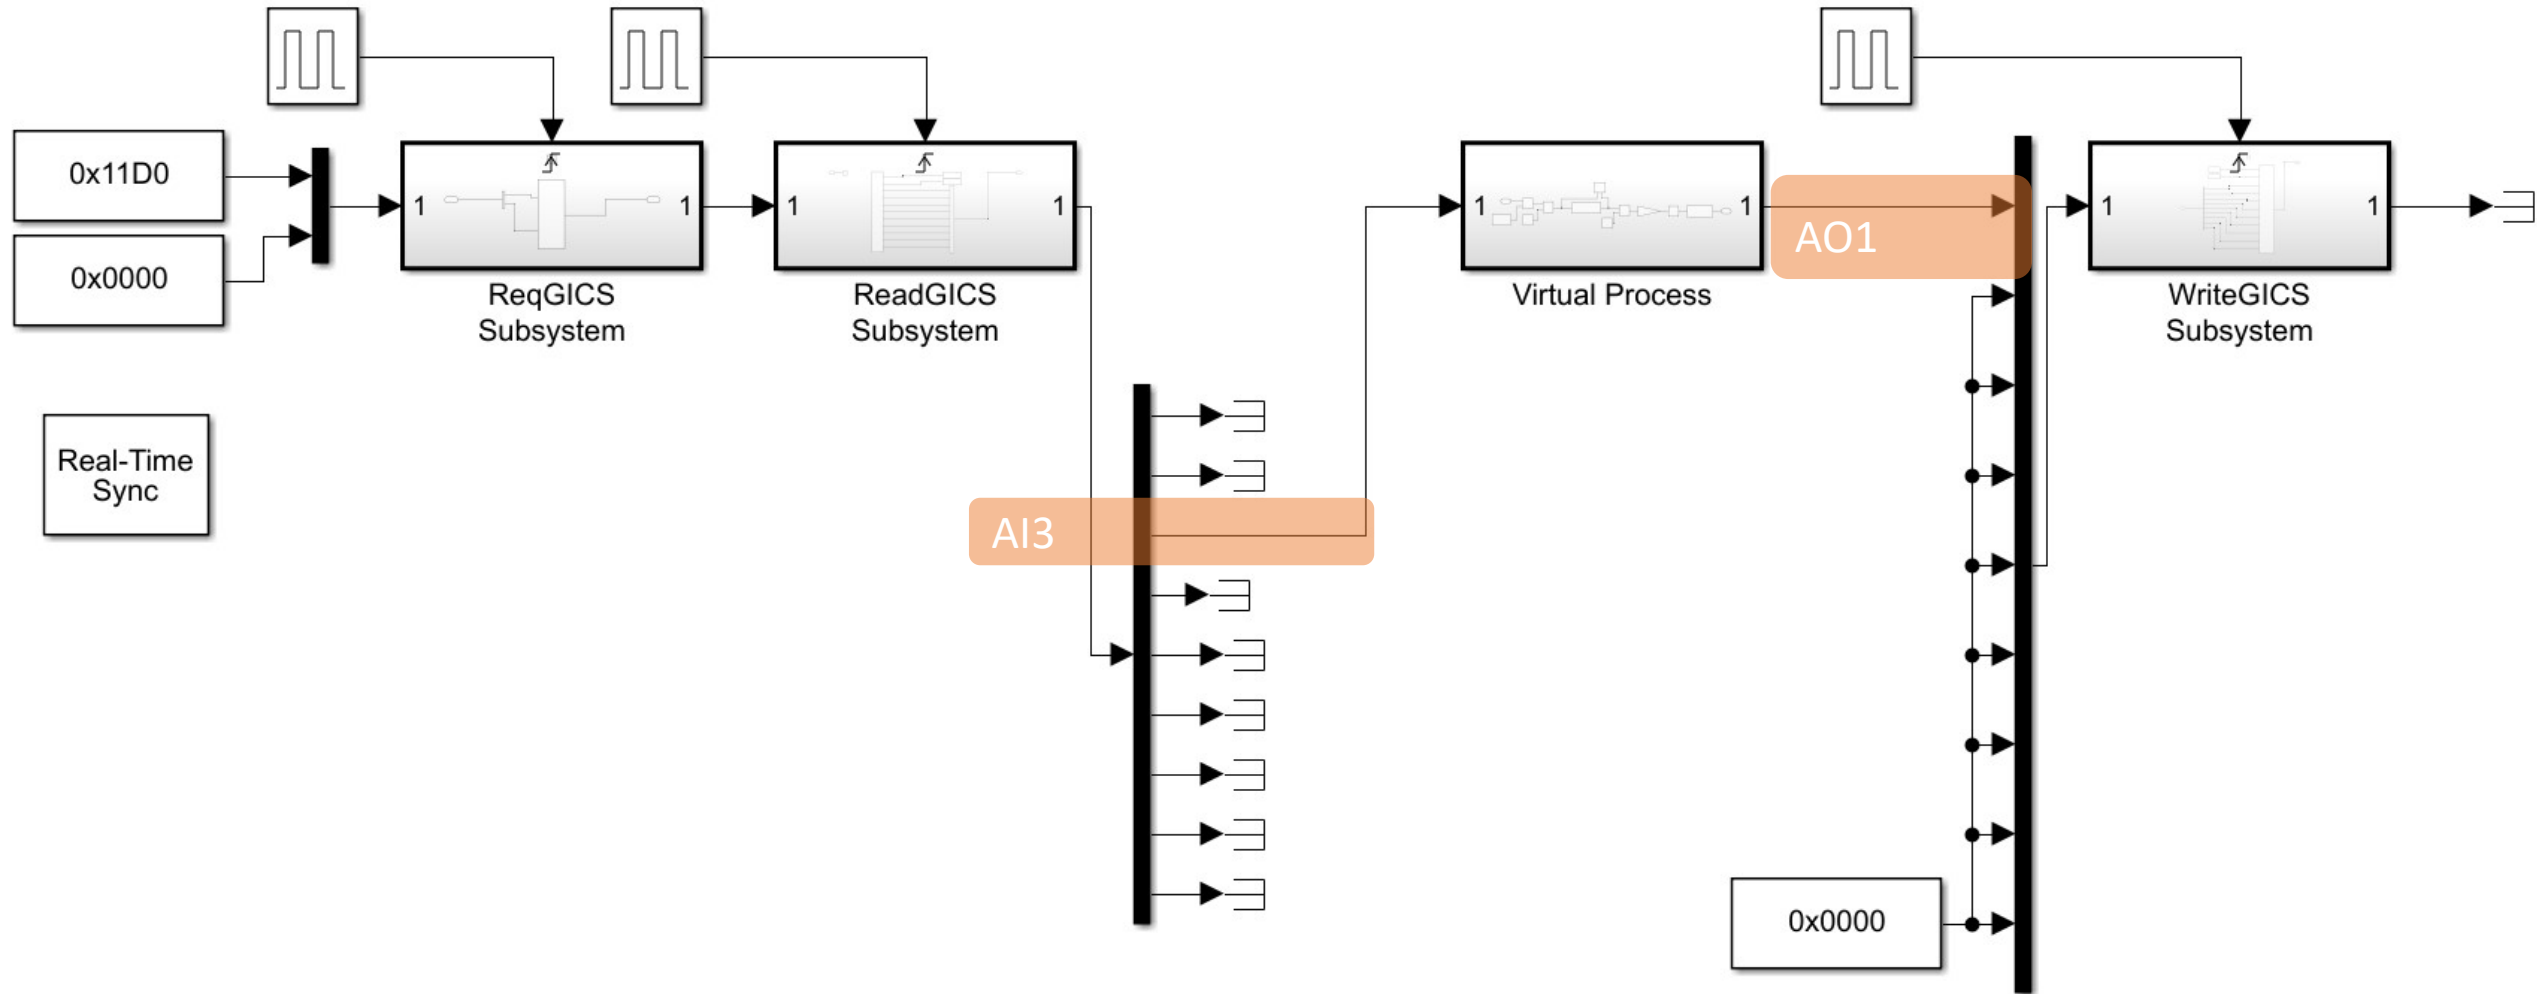 0x11D0
0x0000
1
1
ReqGICS
Subsystem
1
1
ReadGICS
Subsystem
Real-Time
Sync
AI3
1
1
Virtual Process
AO1
1
1
WriteGICS
Subsystem
0x0000